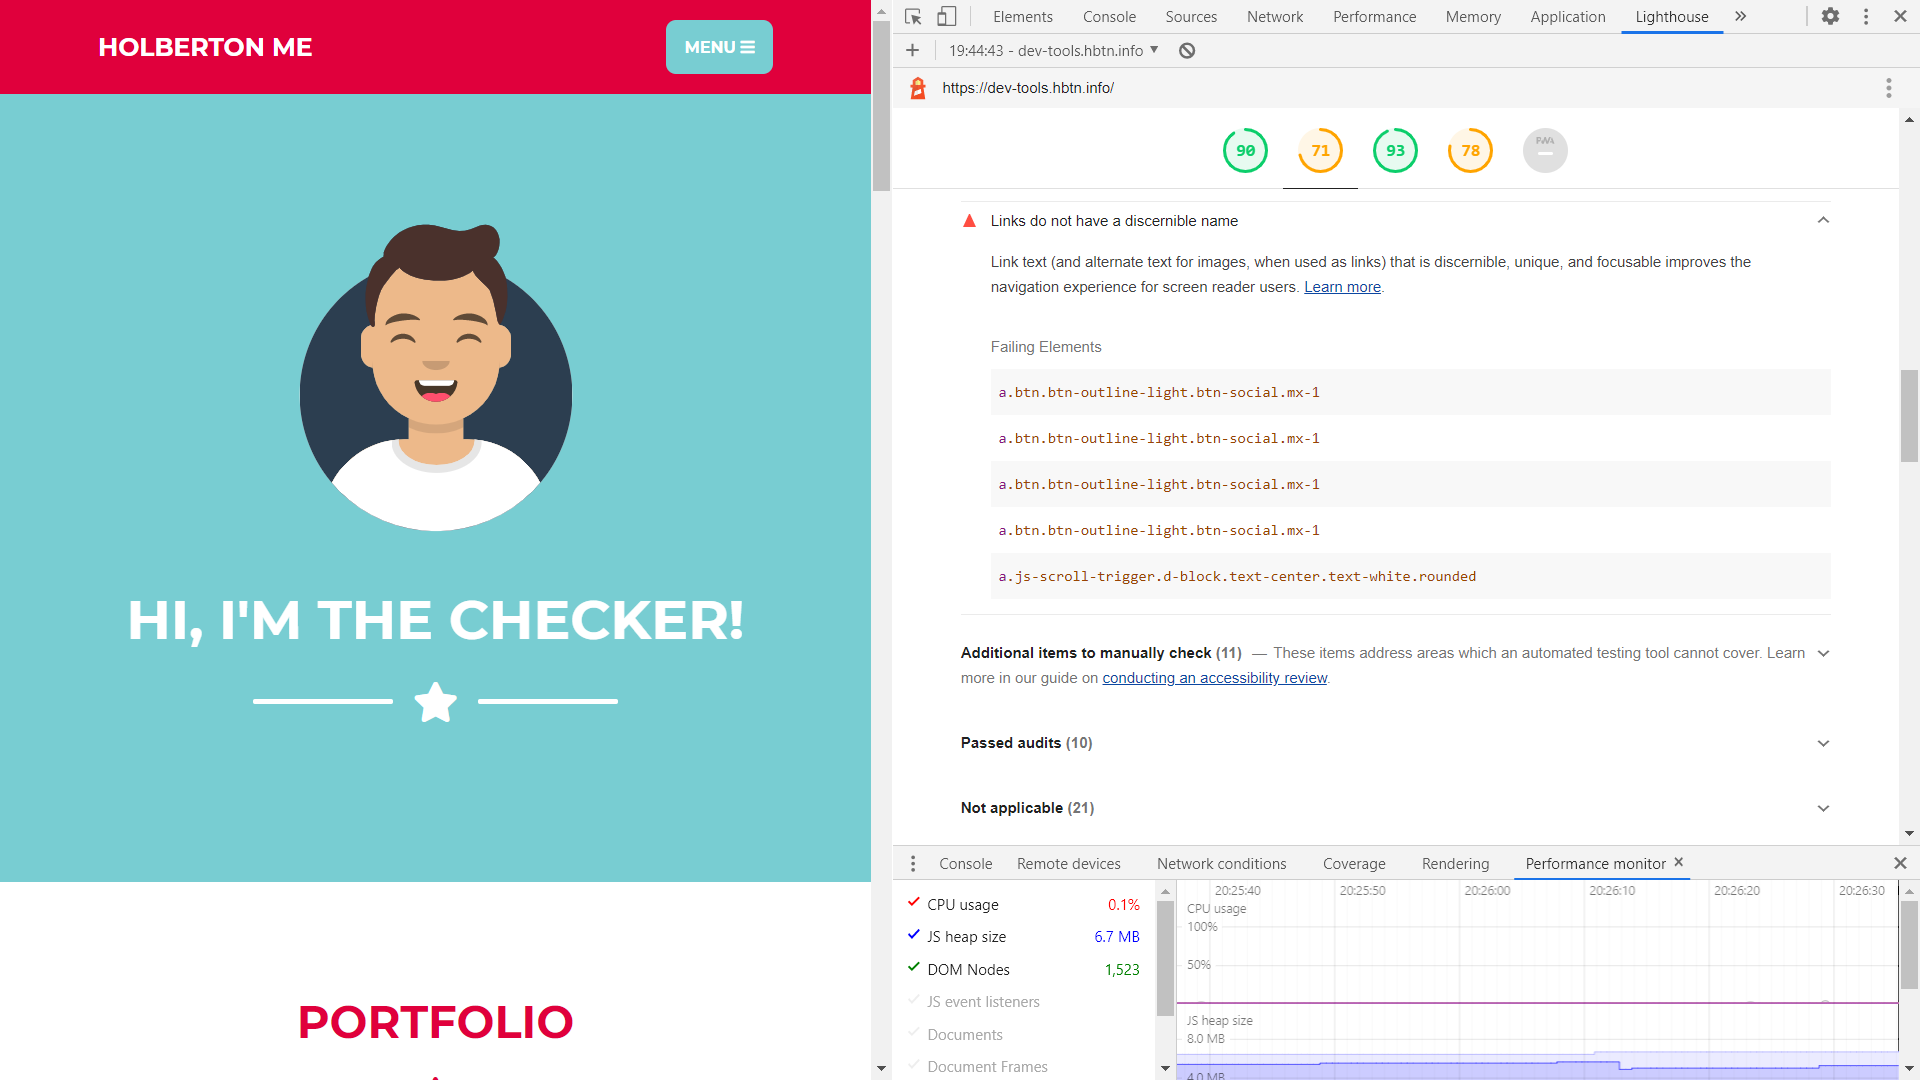 HOLBERTON ME
MENU
HI, I'M THE CHECKER!
PORTFOLIO
Elements Console Sources Network Performance Memory Application Lighthouse
19:44:43 - dev-tools.hbtn.info
https://dev-tools.hbtn.info/
90 71 93 78 PWA
Links do not have a discernible name
Link text (and alternate text for images, when used as links) that is discernible, unique, and focusable improves the
navigation experience for screen reader users. Learn more.
Failing Elements
a.btn.btn-outline-light.btn-social.mx-1
a.btn.btn-outline-light.btn-social.mx-1
a.btn.btn-outline-light.btn-social.mx-1
a.btn.btn-outline-light.btn-social.mx-1
a.js-scroll-trigger.d-block.text-center.text-white.rounded
Additional items to manually check (11) — These items address areas which an automated testing tool cannot cover. Learn
more in our guide on conducting an accessibility review.
Passed audits (10)
Not applicable (21)
Console Remote devices Network conditions Coverage Rendering Performance monitor
CPU usage 0.1%
JS heap size 6.7 MB
DOM Nodes 1,523
JS event listeners
Documents
Document Frames
20:25:40 20:25:50 20:26:00 20:26:10 20:26:20 20:26:30
CPU usage
100%
50%
JS heap size
8.0 MB
4.0 MB